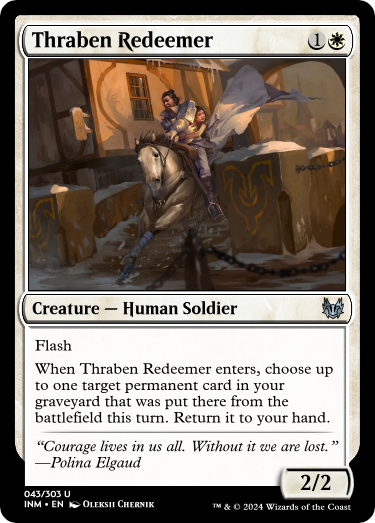 Thraben Redeemer 1
Creature — Human Soldier
Flash
When Thraben Redeemer enters, choose up
to one target permanent card in your
graveyard that was put there from the
battlefield this turn. Return it to your hand.
“Courage lives in us all. Without it we are lost.”
—Polina Elgaud
2/2
043/303 U
INM • EN Oleksii Chernik
™ & © 2024 Wizards of the Coast